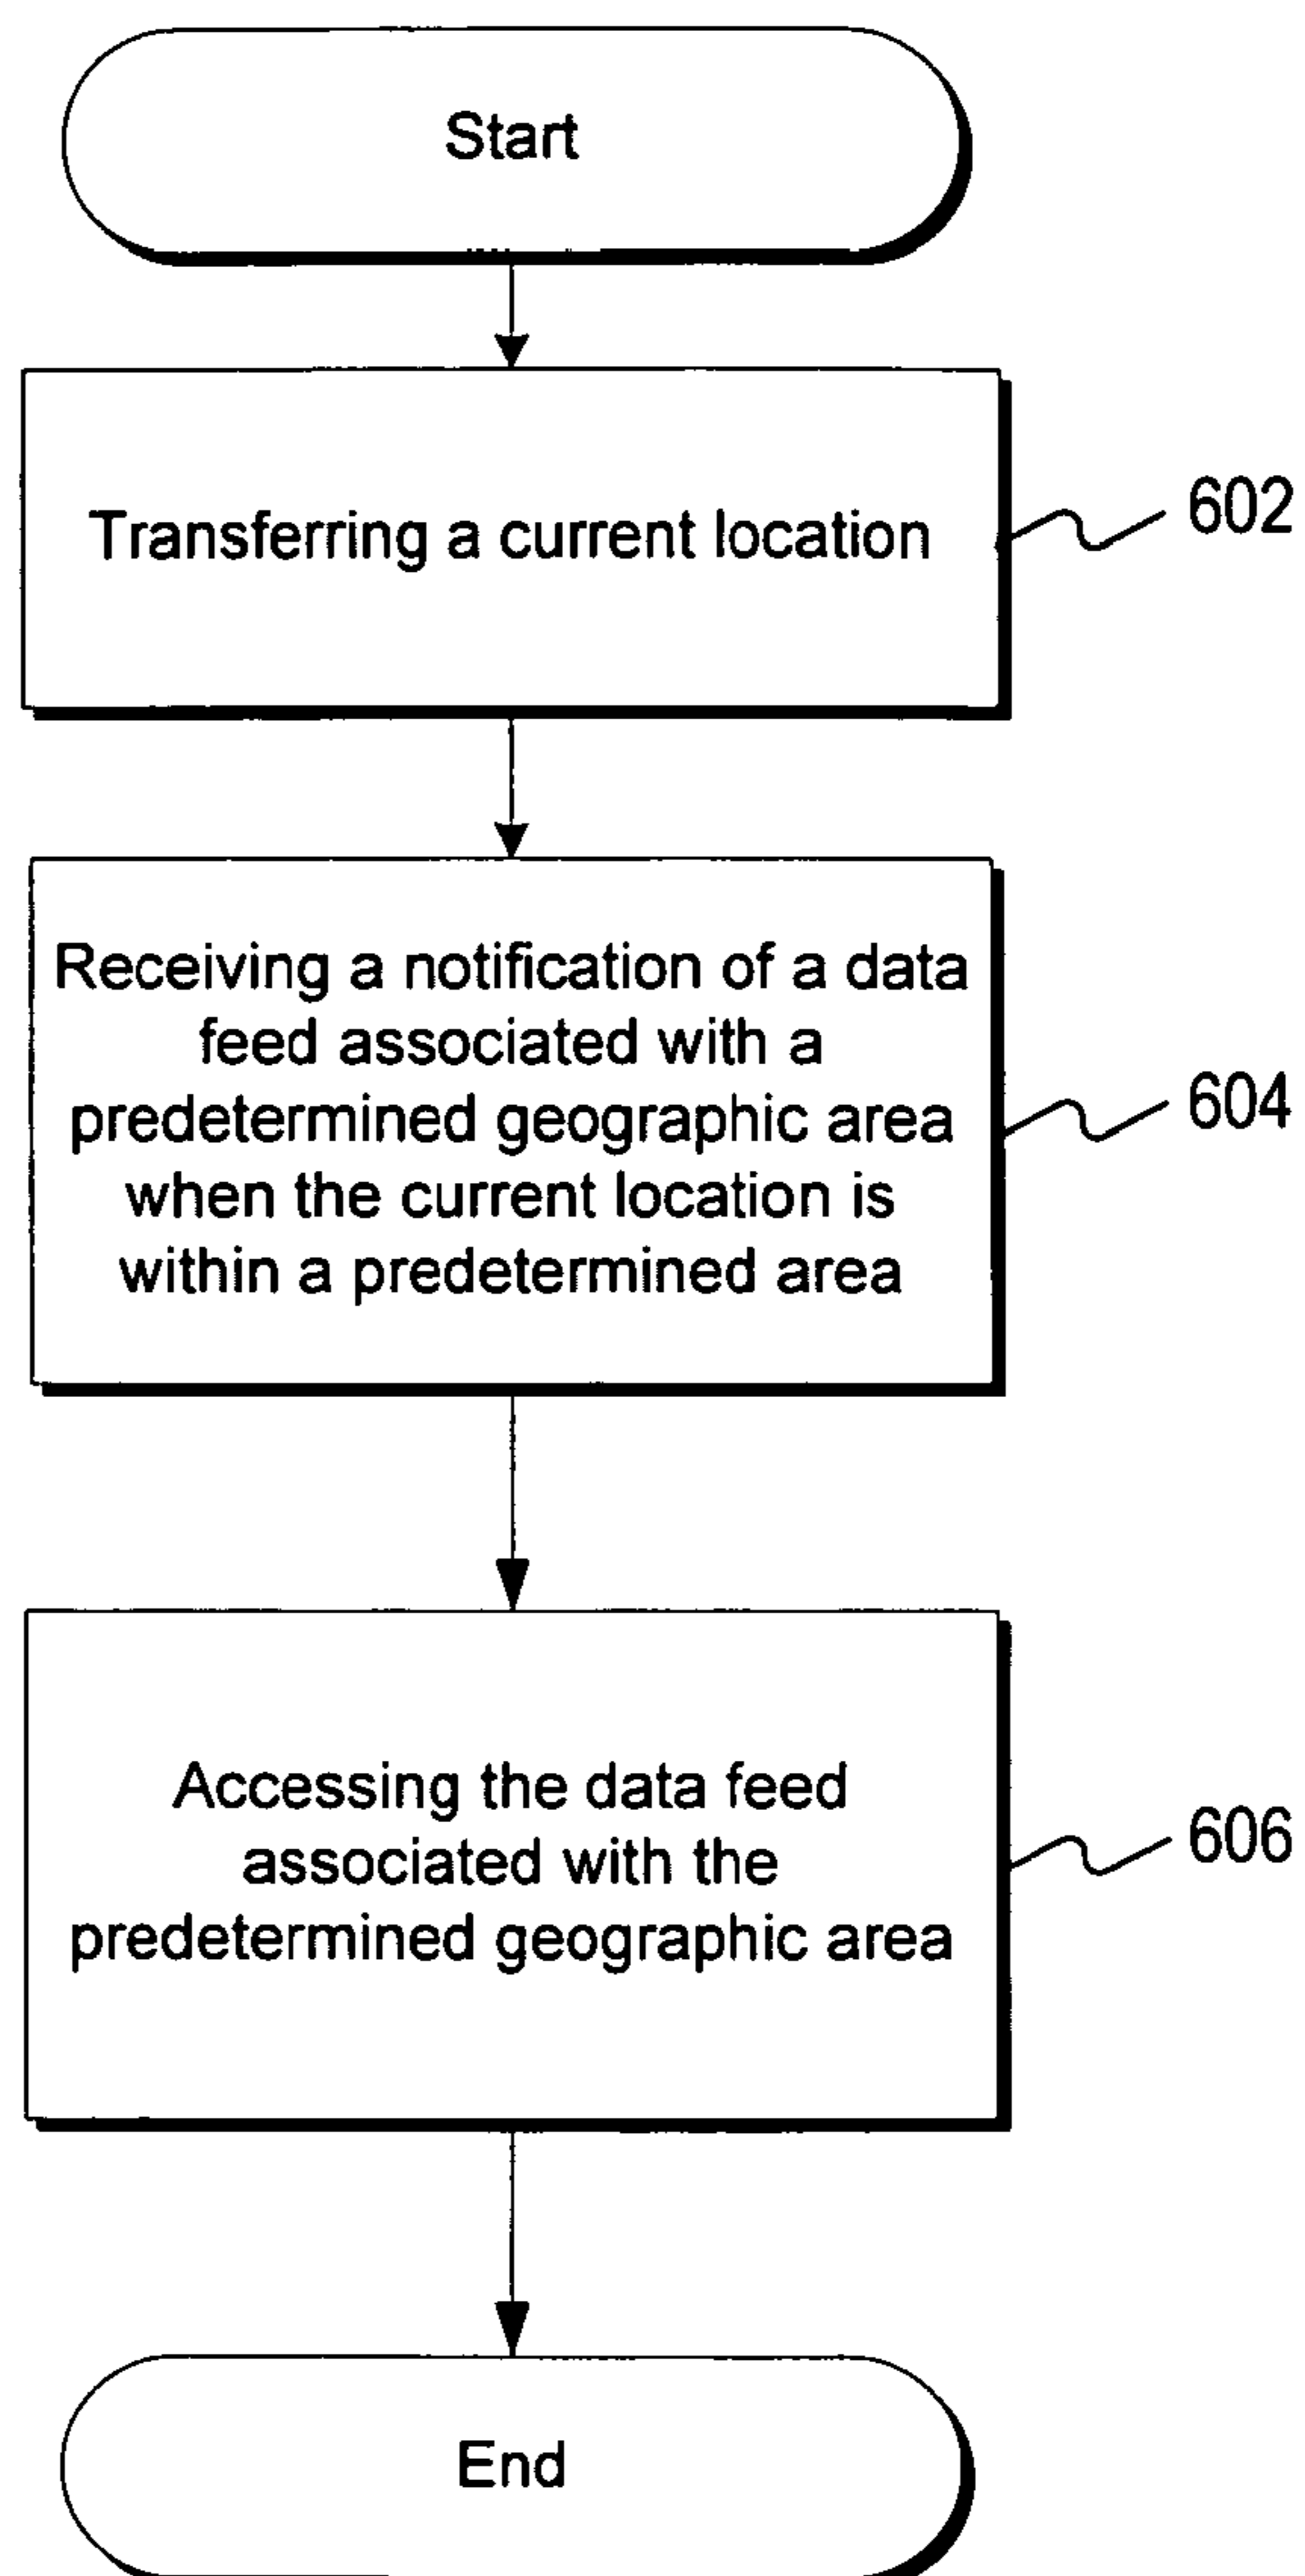 Start
Transferring a current location
602
Receiving a notification of a data
feed associated with a
predetermined geographic area
when the current location is
within a predetermined area
604
Accessing the data feed
associated with the
predetermined geographic area
606
End